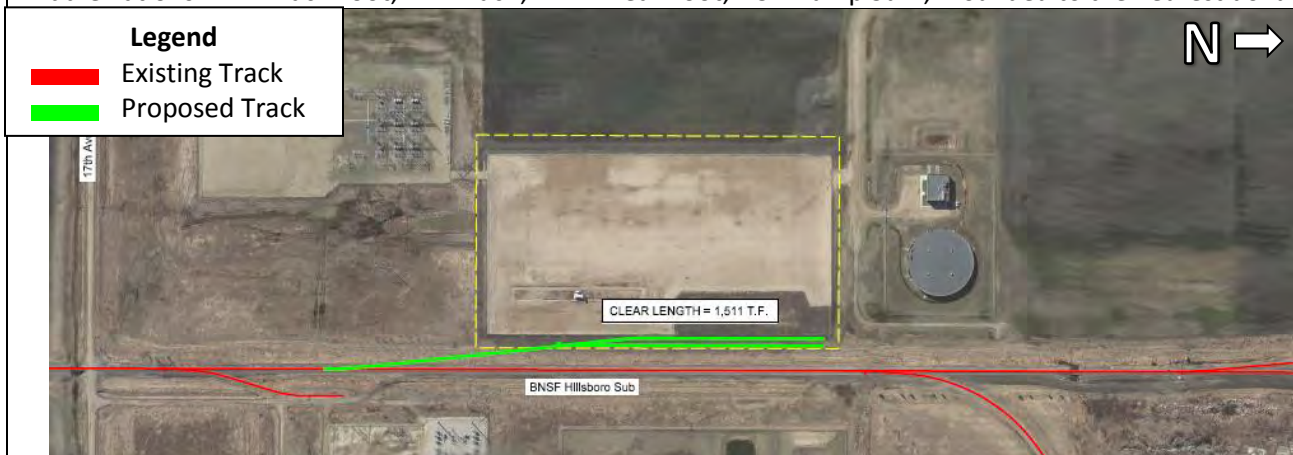 Legend
Existing Track
Proposed Track
N
17th Av
CLEAR LENGTH = 1,511 T.F.
BNSF Hillsboro Sub